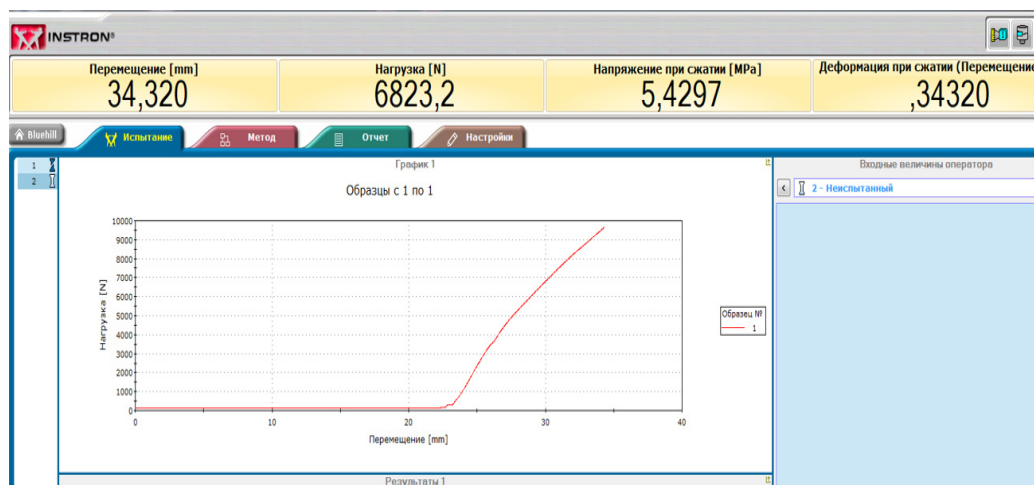 INSTRON®
Перемещение [mm]
34,320
Нагрузка [N]
6823,2
Напряжение при сжатии [MPa]
5,4297
Деформация при сжатии (Перемещение
,34320
Bluehill
Испытание
Метод
Отчет
Настройки
1
2
График 1
Образцы с 1 по 1
10000
9000
8000
7000
6000
5000
4000
3000
2000
1000
0
Нагрузка [N]
0 10 20 30 40
Перемещение [mm]
Образец №
1
Результаты 1
Входные величины оператора
2 - Неиспытанный